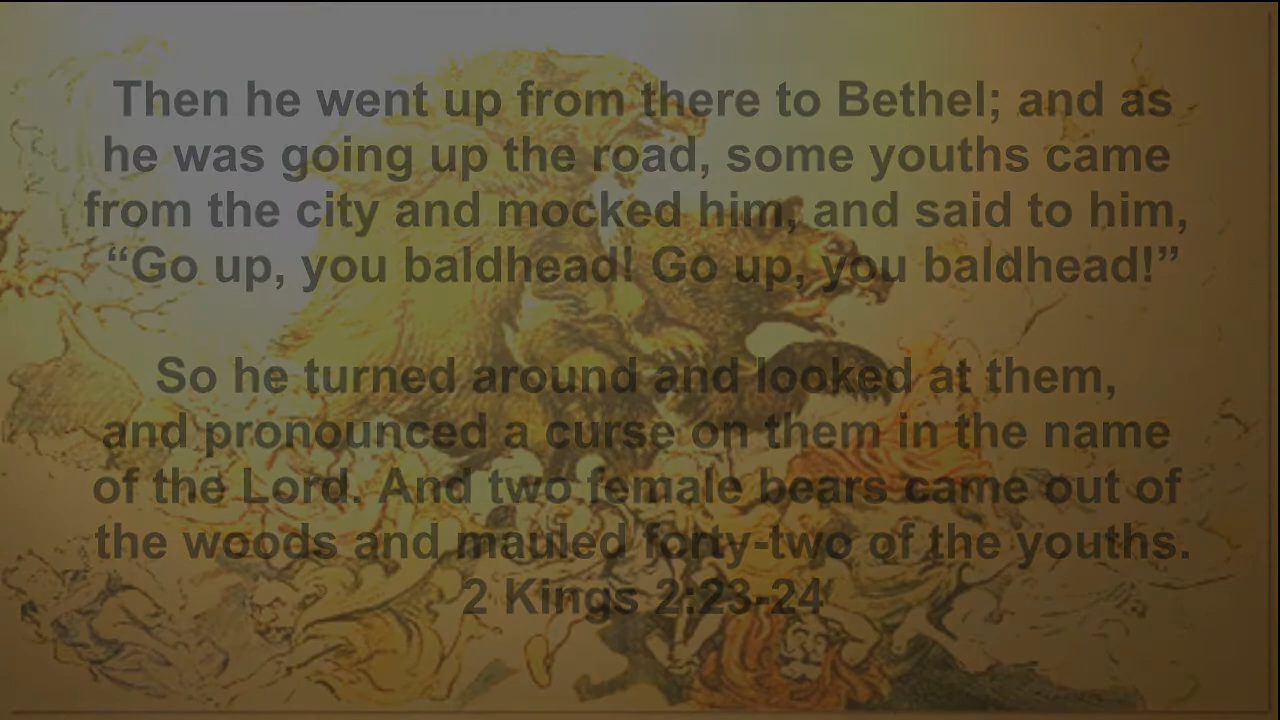 Then he went up from there to Bethel; and as
he was going up the road, some youths came
from the city and mocked him, and said to him,
“Go up, you baldhead! Go up, you baldhead!”
So he turned around and looked at them,
and pronounced a curse on them in the name
of the Lord. And two female bears came out of
the woods and mauled forty-two of the youths.
2 Kings 2:23-24